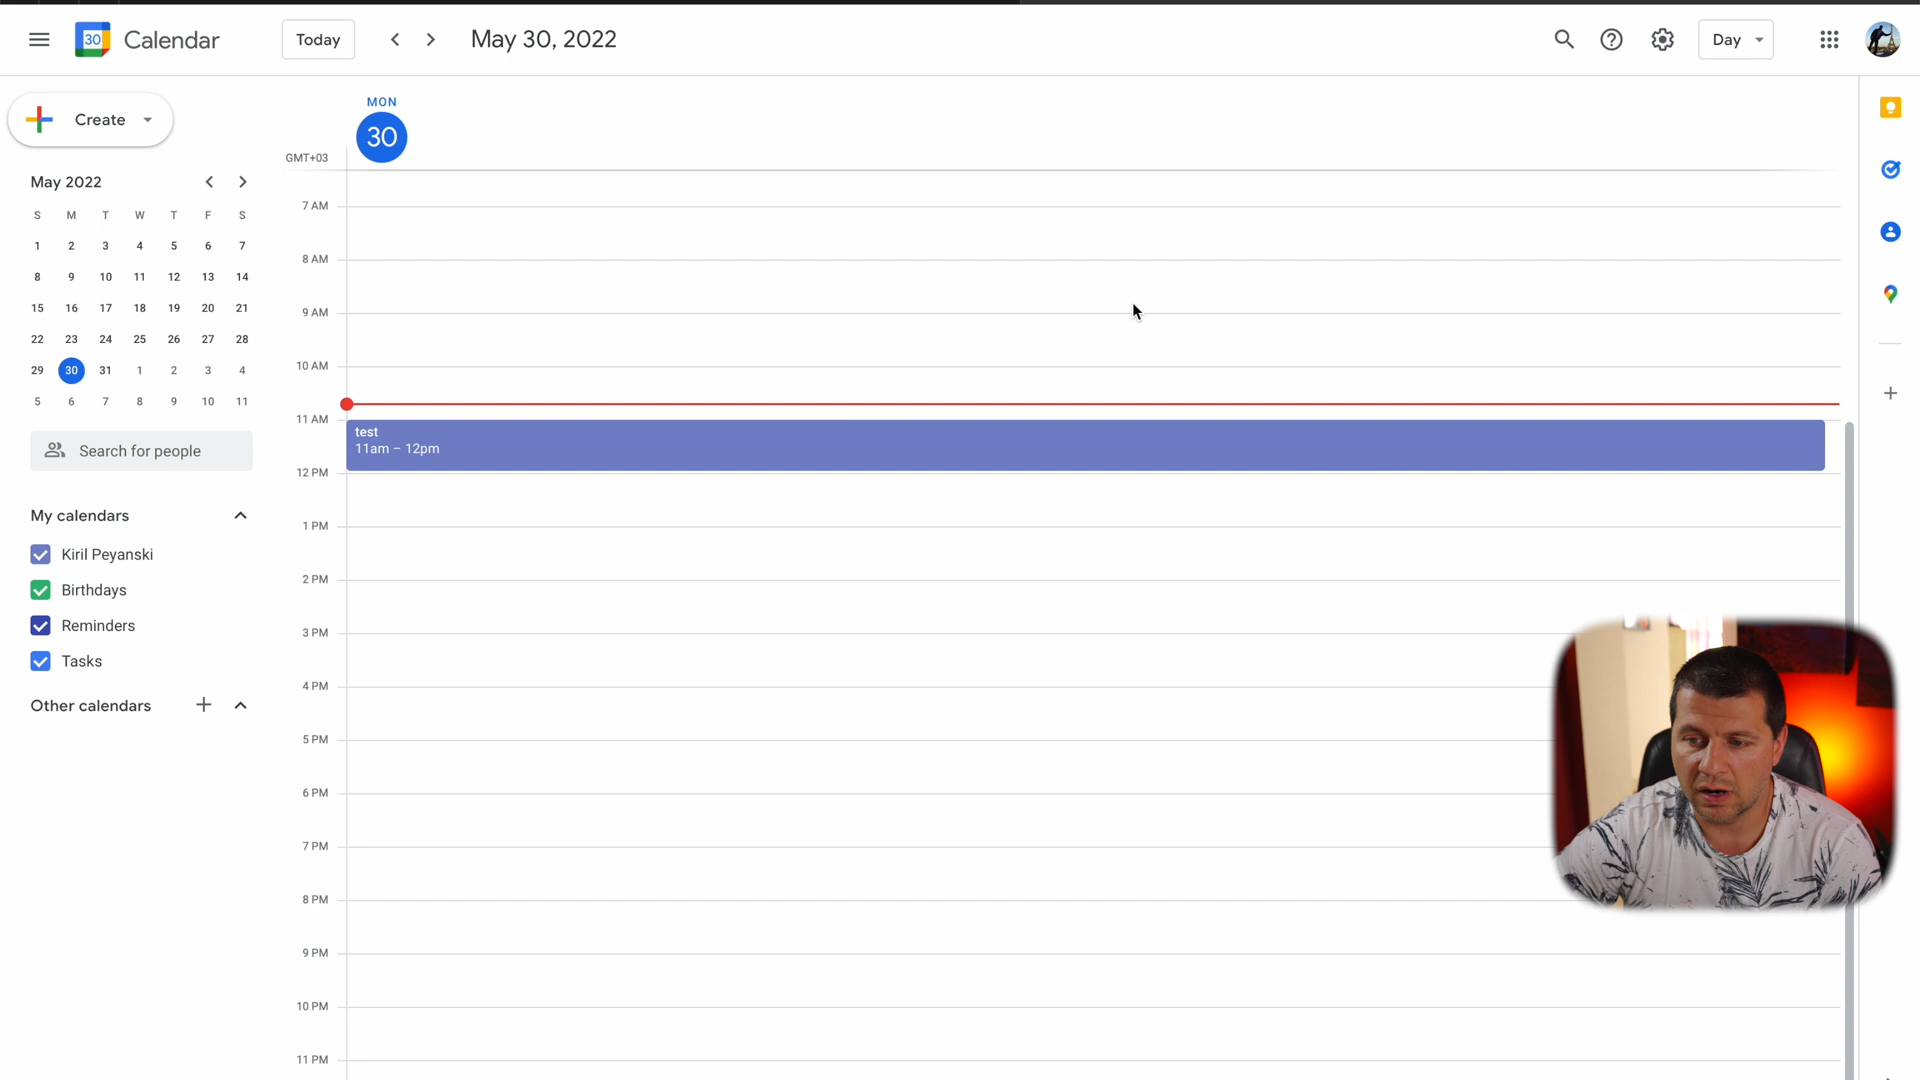 30 Calendar Today May 30, 2022 Day
Create
MON
30
GMT+03
May 2022
S M T W T F S
1 2 3 4 5 6 7
8 9 10 11 12 13 14
15 16 17 18 19 20 21
22 23 24 25 26 27 28
29 30 31 1 2 3 4
5 6 7 8 9 10 11
Search for people
My calendars
Kiril Peyanski
Birthdays
Reminders
Tasks
Other calendars
7 AM
8 AM
9 AM
10 AM
11 AM
test
11am – 12pm
12 PM
1 PM
2 PM
3 PM
4 PM
5 PM
6 PM
7 PM
8 PM
9 PM
10 PM
11 PM